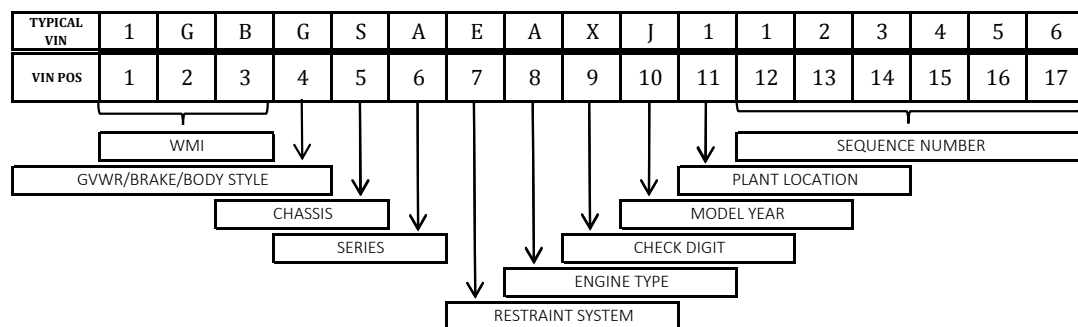 TYPICAL VIN 1 G B G S A E A X J 1 1 2 3 4 5 6
VIN POS 1 2 3 4 5 6 7 8 9 10 11 12 13 14 15 16 17
WMI SEQUENCE NUMBER
GVWR/BRAKE/BODY STYLE PLANT LOCATION
CHASSIS MODEL YEAR
SERIES CHECK DIGIT
ENGINE TYPE
RESTRAINT SYSTEM